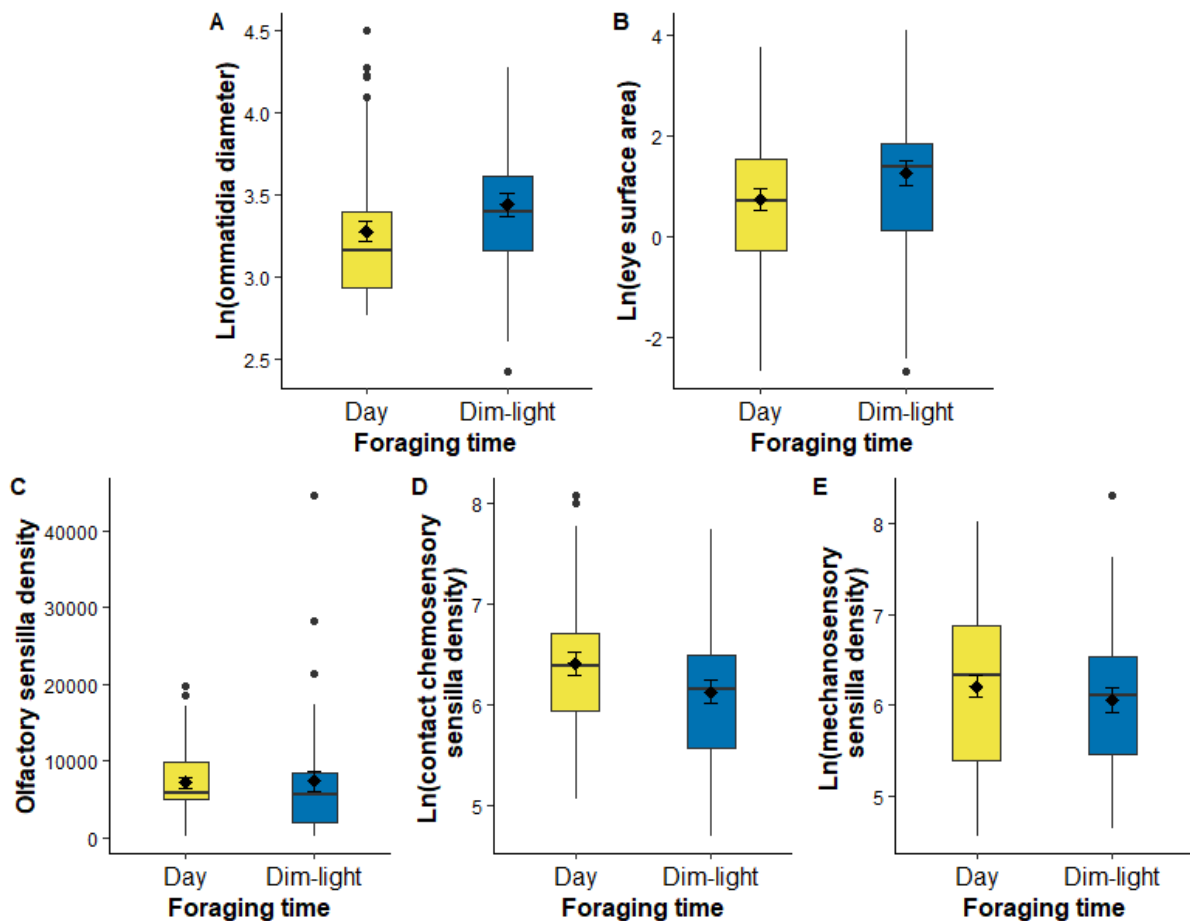 A
Ln(ommatidia diameter)
4.5
4.0
3.5
3.0
2.5
Day
Dim-light
Foraging time
B
Ln(eye surface area)
4
2
0
-2
Day
Dim-light
Foraging time
C
Olfactory sensilla density
40000
30000
20000
10000
0
Day
Dim-light
Foraging time
D
Ln(contact chemosensory
sensilla density)
8
7
6
5
Day
Dim-light
Foraging time
E
Ln(mechanosensory
sensilla density)
8
7
6
5
Day
Dim-light
Foraging time